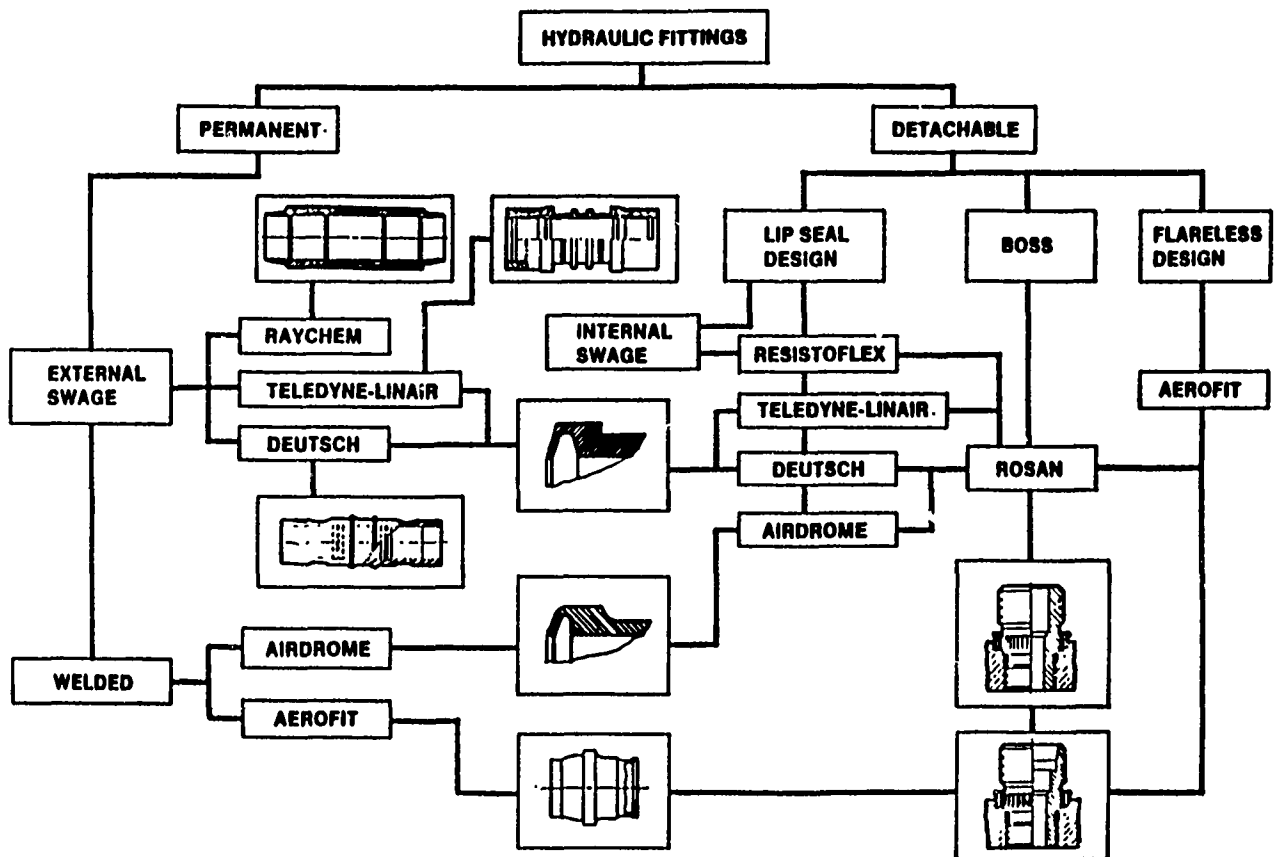 HYDRAULIC FITTINGS
PERMANENT
DETACHABLE
LIP SEAL
DESIGN
BOSS
FLARELESS
DESIGN
RAYCHEM
INTERNAL
SWAGE
RESISTOFLEX
EXTERNAL
SWAGE
TELEDYNE-LINAIR
AEROFIT
TELEDYNE-LINAIR
DEUTSCH
DEUTSCH
ROSAN
AIRDROME
AIRDROME
WELDED
AEROFIT